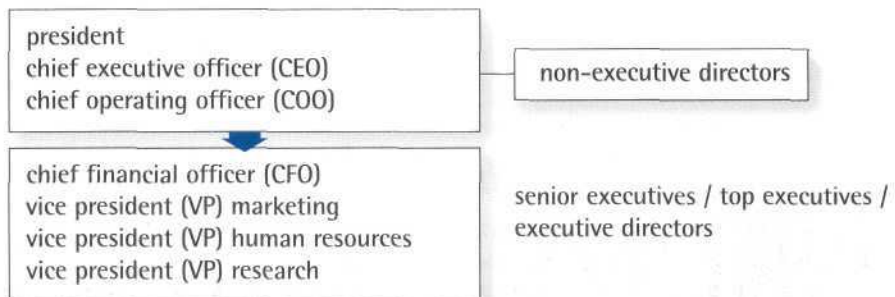 president
chief executive officer (CEO)
chief operating officer (COO)
non-executive directors
chief financial officer (CFO)
vice president (VP) marketing
vice president (VP) human resources
vice president (VP) research
senior executives / top executives /
executive directors